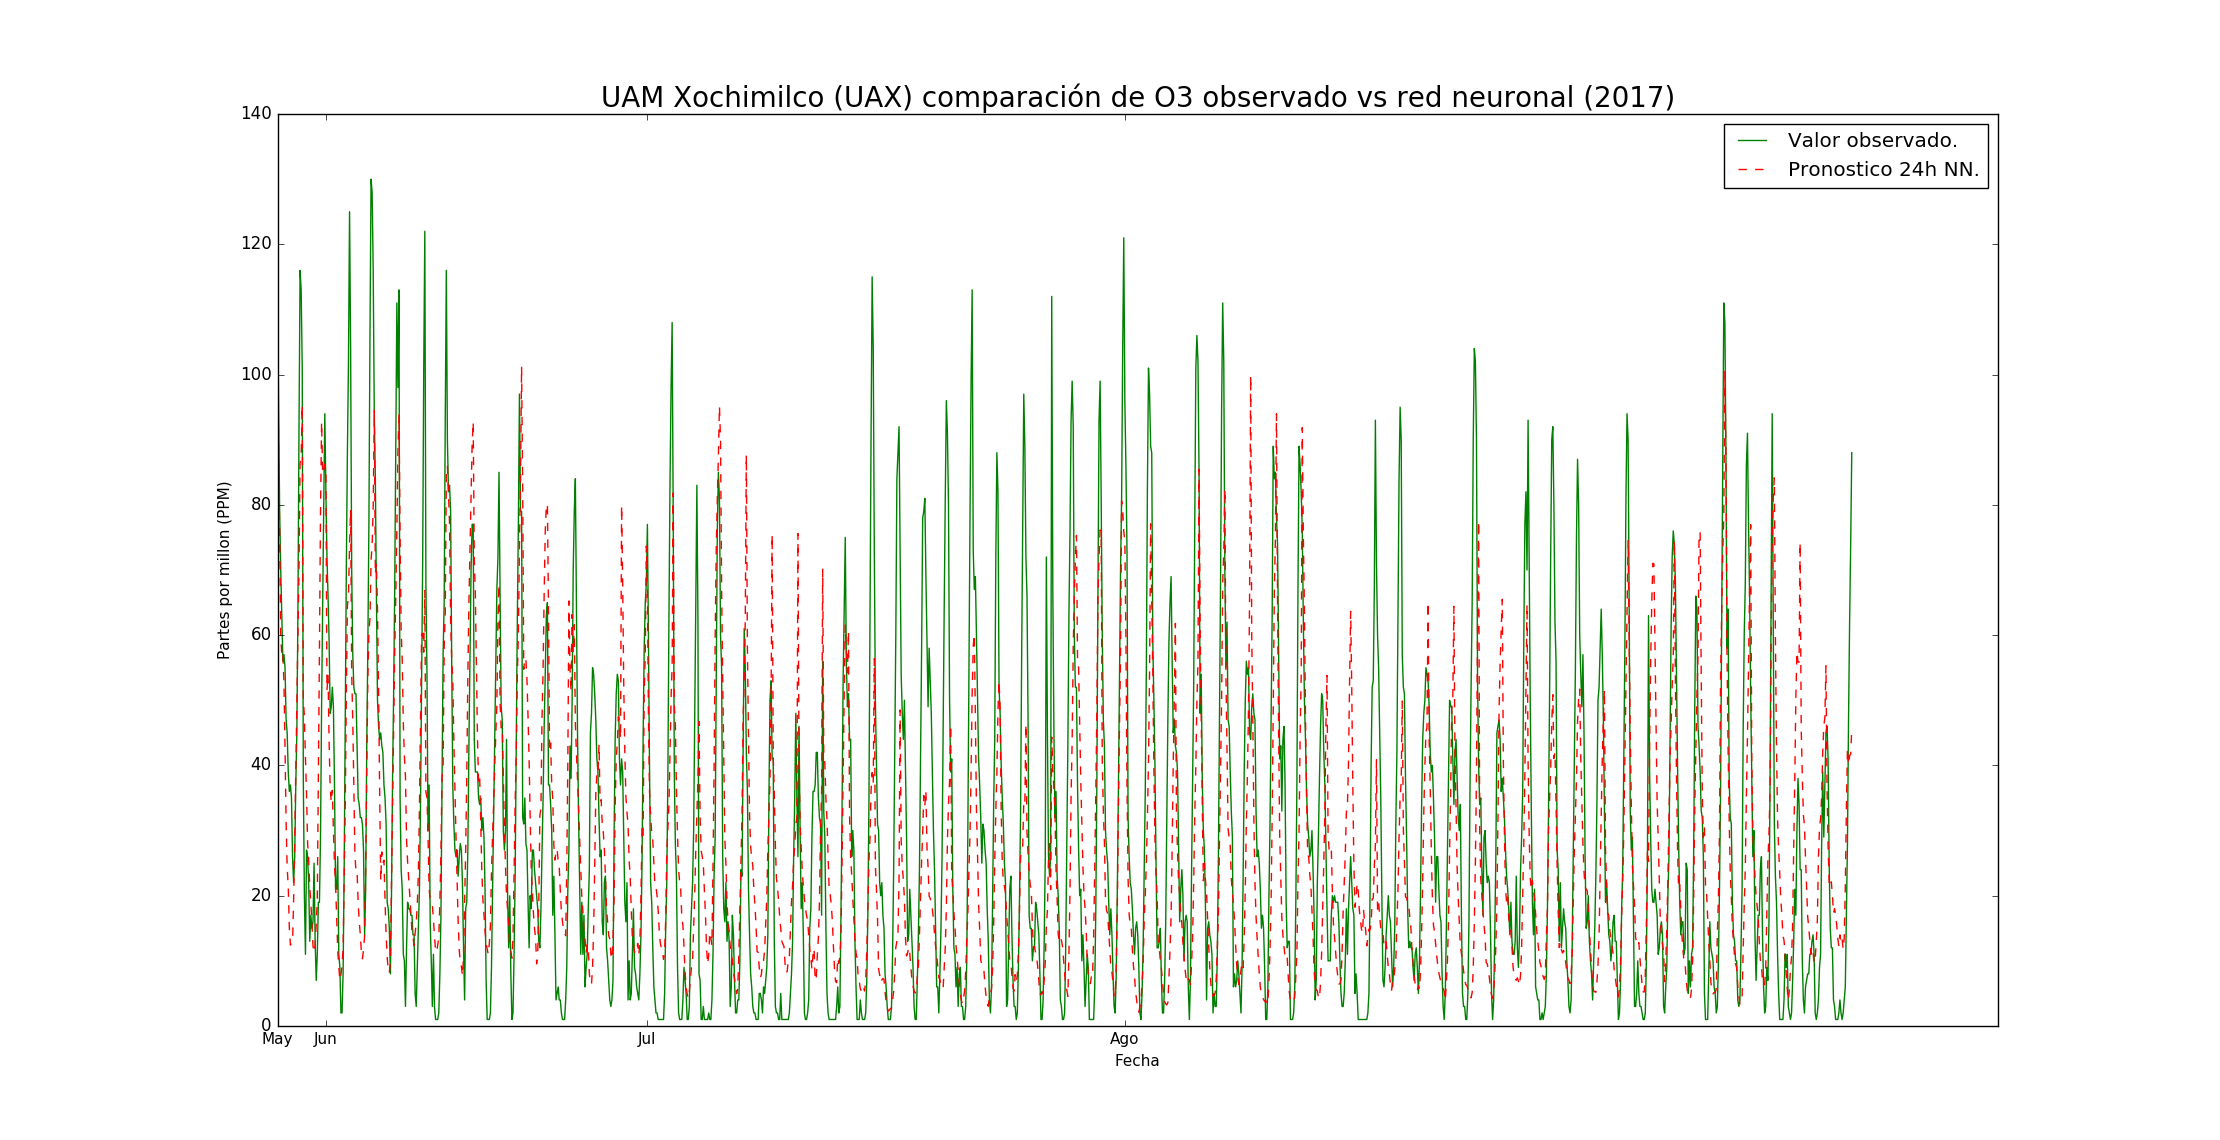 UAM Xochimilco (UAX) comparación de O3 observado vs red neuronal (2017)
140
120
100
80
60
40
20
0
Partes por millon (PPM)
Valor observado.
Pronostico 24h NN.
May Jun Jul Ago
Fecha